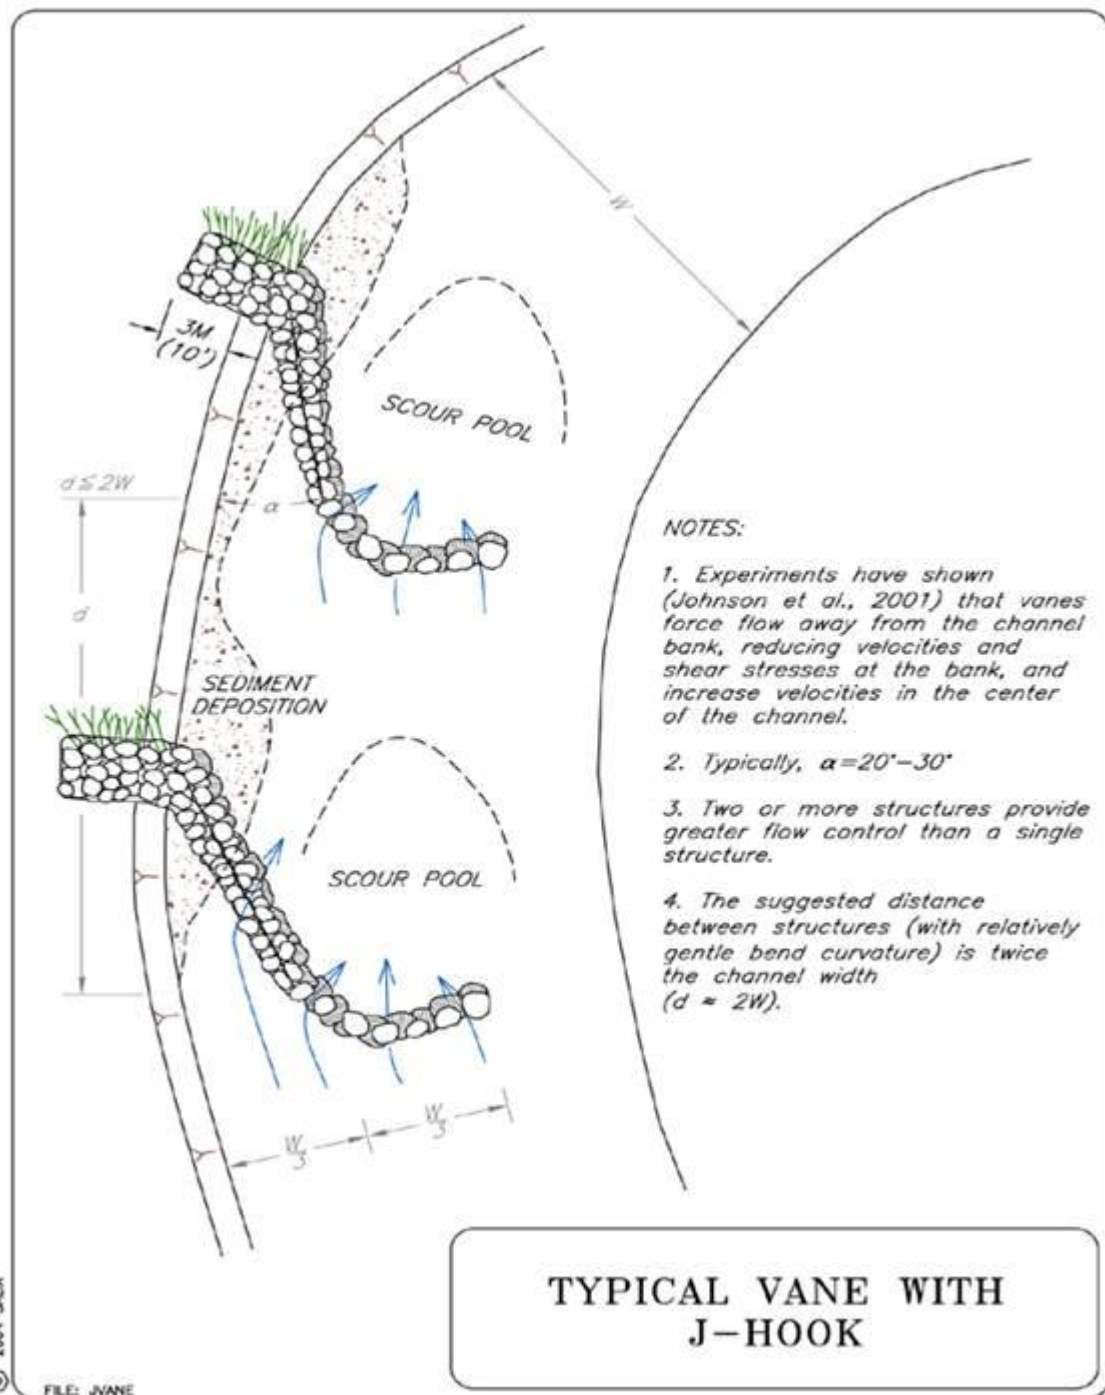 W
3M
(10')
SCOUR POOL
d≤2W
α
d
SEDIMENT
DEPOSITION
SCOUR POOL
W/3
W/3
NOTES:
1. Experiments have shown
(Johnson et al., 2001) that vanes
force flow away from the channel
bank, reducing velocities and
shear stresses at the bank, and
increase velocities in the center
of the channel.
2. Typically, α=20°-30°
3. Two or more structures provide
greater flow control than a single
structure.
4. The suggested distance
between structures (with relatively
gentle bend curvature) is twice
the channel width
(d ≈ 2W).
TYPICAL VANE WITH
J-HOOK
FILE: JVANE